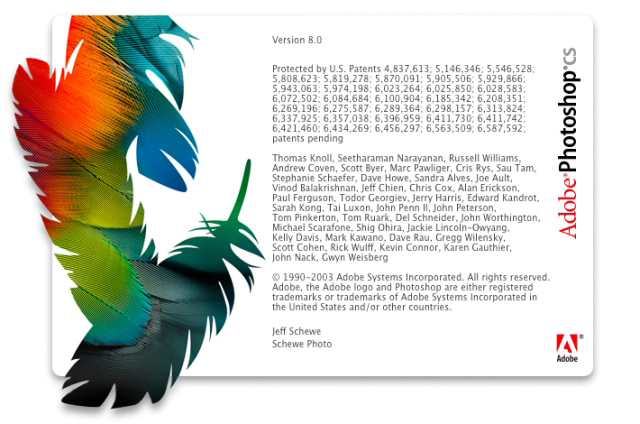 Version 8.0
Protected by U.S. Patents 4,837,613; 5,146,346; 5,546,528;
5,808,623; 5,819,278; 5,870,091; 5,905,506; 5,929,866;
5,943,063; 5,974,198; 6,023,264; 6,025,850; 6,028,583;
6,072,502; 6,084,684; 6,100,904; 6,185,342; 6,208,351;
6,269,196; 6,275,587; 6,289,364; 6,298,157; 6,313,824;
6,337,925; 6,357,038; 6,396,959; 6,411,730; 6,411,742;
6,421,460; 6,434,269; 6,456,297; 6,563,509; 6,587,592;
patents pending
Thomas Knoll, Seetharaman Narayanan, Russell Williams,
Andrew Coven, Scott Byer, Marc Pawliger, Cris Rys, Sau Tam,
Stephanie Schaefer, Dave Howe, Sandra Alves, Joe Ault,
Vinod Balakrishnan, Jeff Chien, Chris Cox, Alan Erickson,
Paul Ferguson, Todor Georgiev, Jerry Harris, Edward Kandrot,
Sarah Kong, Tai Luxon, John Penn II, John Peterson,
Tom Pinkerton, Tom Ruark, Del Schneider, John Worthington,
Michael Scarafone, Shig Ohira, Jackie Lincoln-Owyang,
Kelly Davis, Mark Kawano, Dave Rau, Gregg Wilensky,
Scott Cohen, Rick Wulff, Kevin Connor, Karen Gauthier,
John Nack, Gwyn Weisberg
© 1990-2003 Adobe Systems Incorporated. All rights reserved.
Adobe, the Adobe logo and Photoshop are either registered
trademarks or trademarks of Adobe Systems Incorporated in
the United States and/or other countries.
Jeff Schewe
Schewe Photo
Adobe® Photoshop® CS
Adobe®